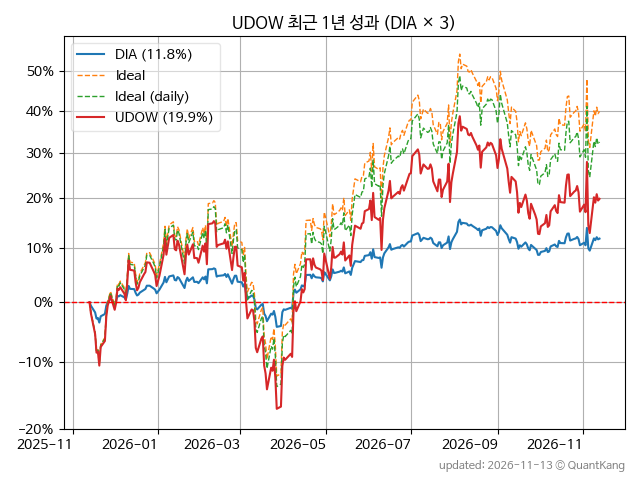 UDOW 최근 1년 성과 (DIA × 3)
DIA (11.8%)
Ideal
Ideal (daily)
UDOW (19.9%)
50%
40%
30%
20%
10%
0%
−10%
−20%
2025-11
2026-01
2026-03
2026-05
2026-07
2026-09
2026-11
updated: 2026-11-13 © QuantKang